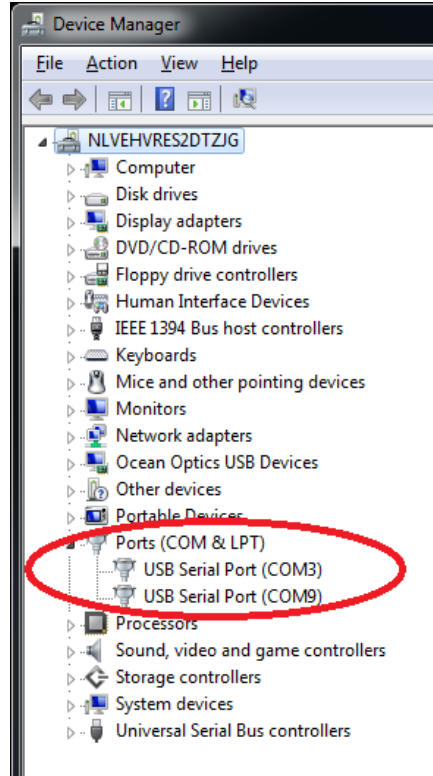 Device Manager
File Action View Help
NLVEHVRES2DTZJG
Computer
Disk drives
Display adapters
DVD/CD-ROM drives
Floppy drive controllers
Human Interface Devices
IEEE 1394 Bus host controllers
Keyboards
Mice and other pointing devices
Monitors
Network adapters
Ocean Optics USB Devices
Other devices
Portable Devices
Ports (COM & LPT)
USB Serial Port (COM3)
USB Serial Port (COM9)
Processors
Sound, video and game controllers
Storage controllers
System devices
Universal Serial Bus controllers